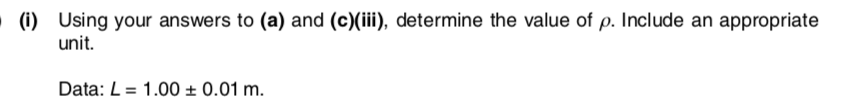 (i) Using your answers to (a) and (c)(iii), determine the value of ρ. Include an appropriate
unit.
Data: L = 1.00 ± 0.01 m.